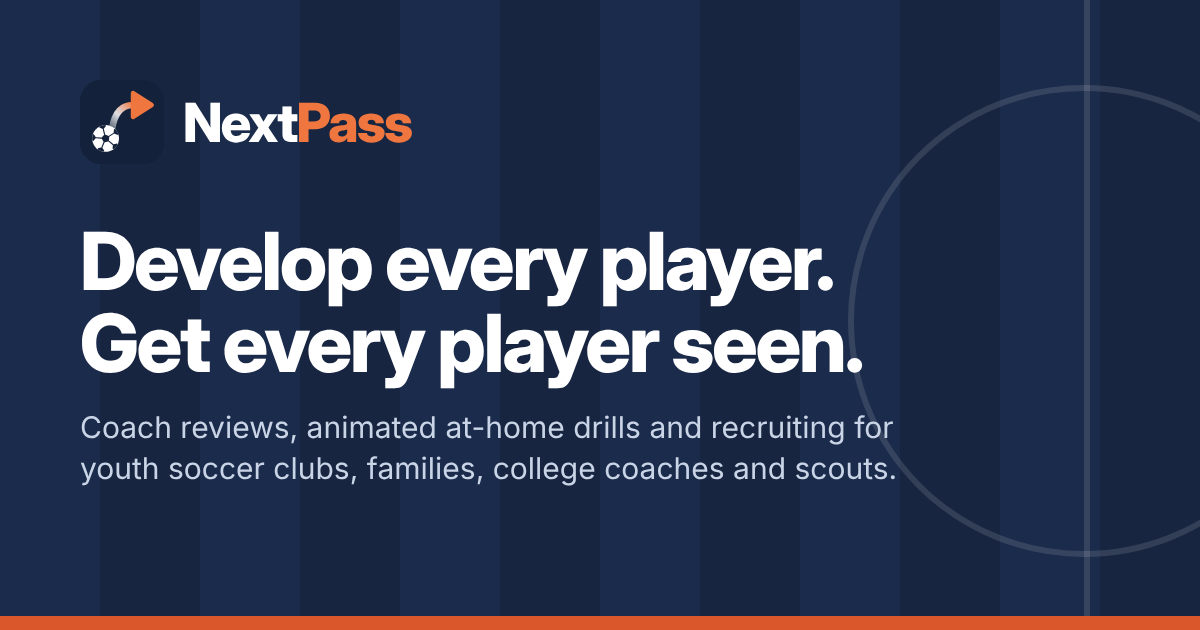 NextPass
Develop every player.
Get every player seen.
Coach reviews, animated at-home drills and recruiting for
youth soccer clubs, families, college coaches and scouts.